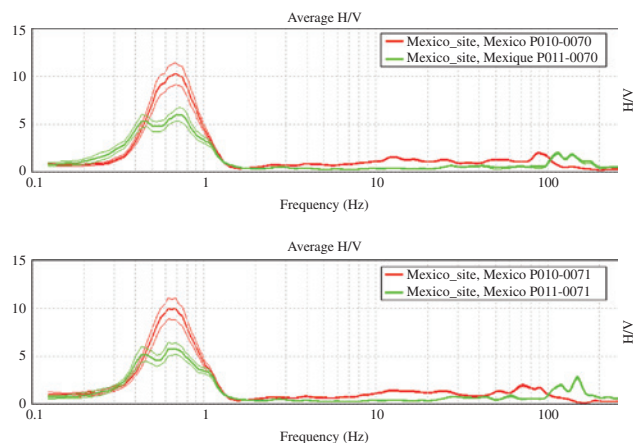 Average H/V
Mexico_site, Mexico P010-0070
Mexico_site, Mexique P011-0070
15
10
5
0
H/V
0.1 1 10 100
Frequency (Hz)
Average H/V
Mexico_site, Mexico P010-0071
Mexico_site, Mexico P011-0071
15
10
5
0
H/V
0.1 1 10 100
Frequency (Hz)